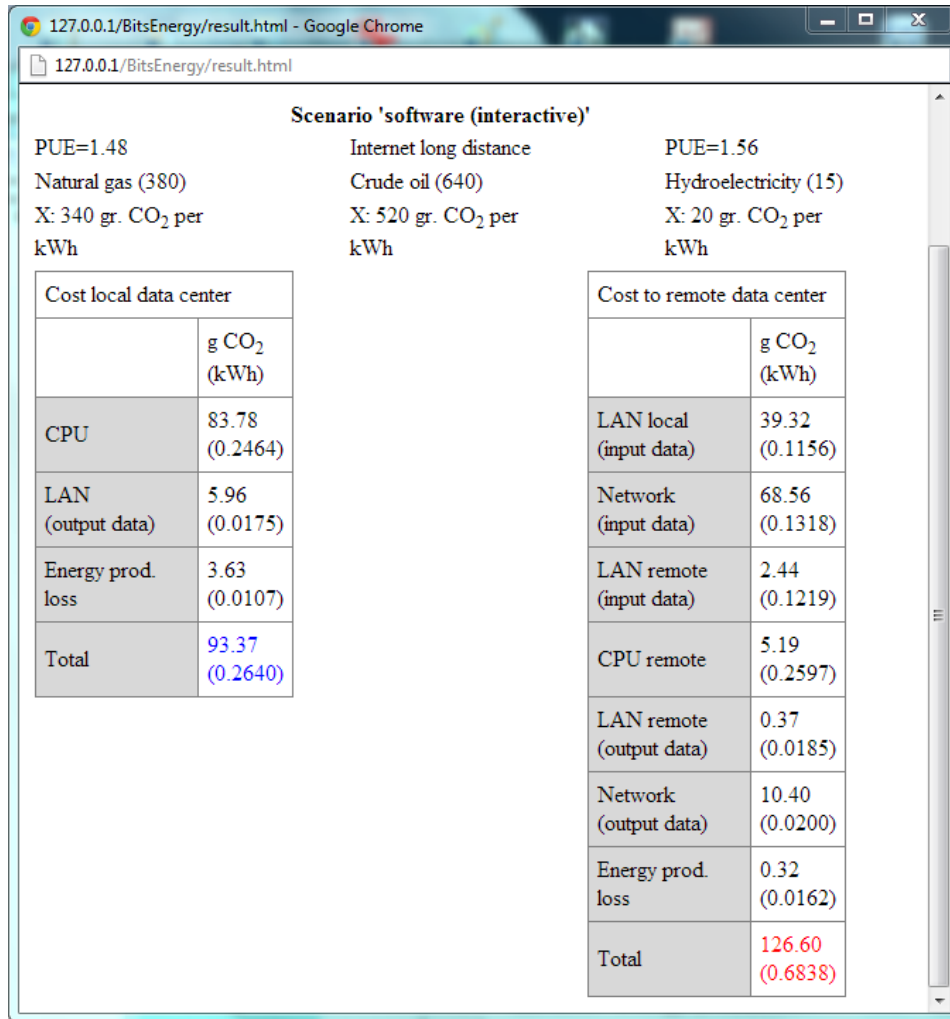 127.0.0.1/BitsEnergy/result.html - Google Chrome
127.0.0.1/BitsEnergy/result.html
Scenario 'software (interactive)'
PUE=1.48 Internet long distance PUE=1.56
Natural gas (380) Crude oil (640) Hydroelectricity (15)
X: 340 gr. CO2 per X: 520 gr. CO2 per X: 20 gr. CO2 per
kWh kWh kWh
Cost local data center
g CO2
(kWh)
CPU
83.78
(0.2464)
LAN
(output data)
5.96
(0.0175)
Energy prod.
loss
3.63
(0.0107)
Total
93.37
(0.2640)
Cost to remote data center
g CO2
(kWh)
LAN local
(input data)
39.32
(0.1156)
Network
(input data)
68.56
(0.1318)
LAN remote
(input data)
2.44
(0.1219)
CPU remote
5.19
(0.2597)
LAN remote
(output data)
0.37
(0.0185)
Network
(output data)
10.40
(0.0200)
Energy prod.
loss
0.32
(0.0162)
Total
126.60
(0.6838)